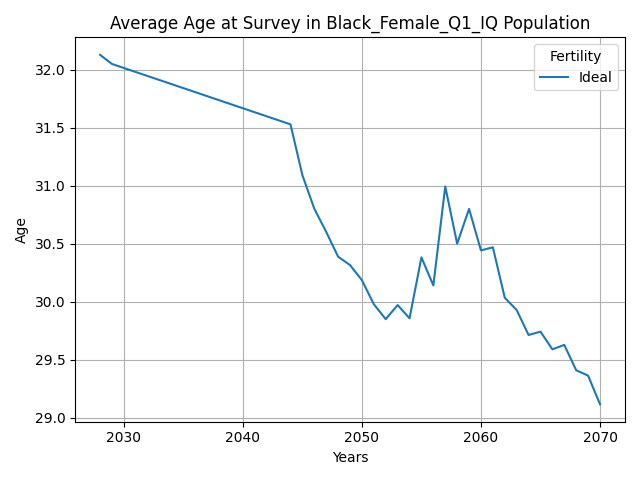 Average Age at Survey in Black_Female_Q1_IQ Population
Fertility
Ideal
32.0
31.5
31.0
30.5
30.0
29.5
29.0
Age
2030 2040 2050 2060 2070
Years